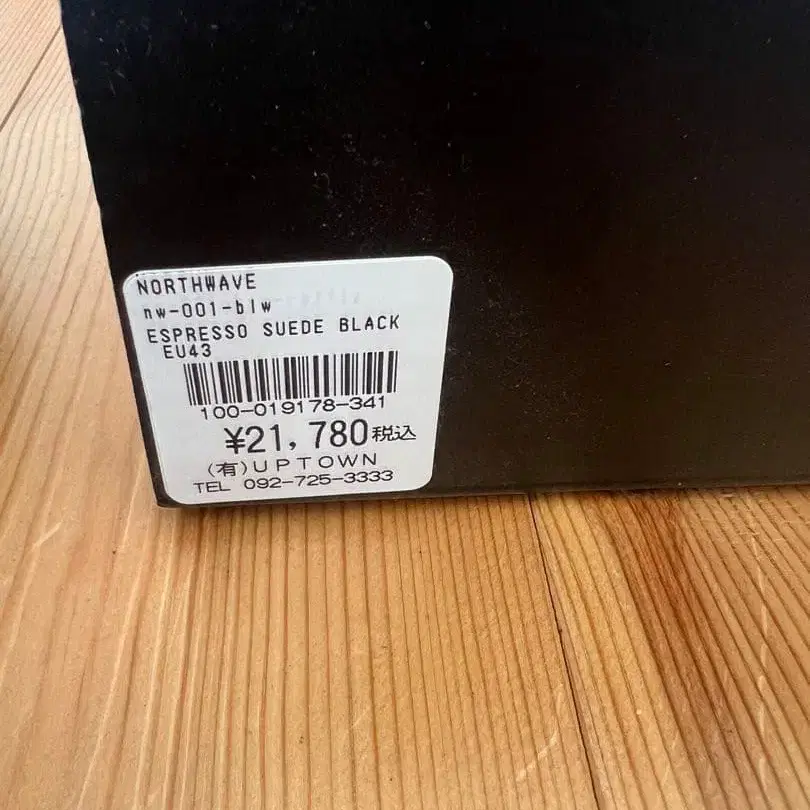 NORTHWAVE
nw-001-blw
ESPRESSO SUEDE BLACK
EU43
100-019178-341
¥21,780税込
(有)UPTOWN
TEL 092-725-3333